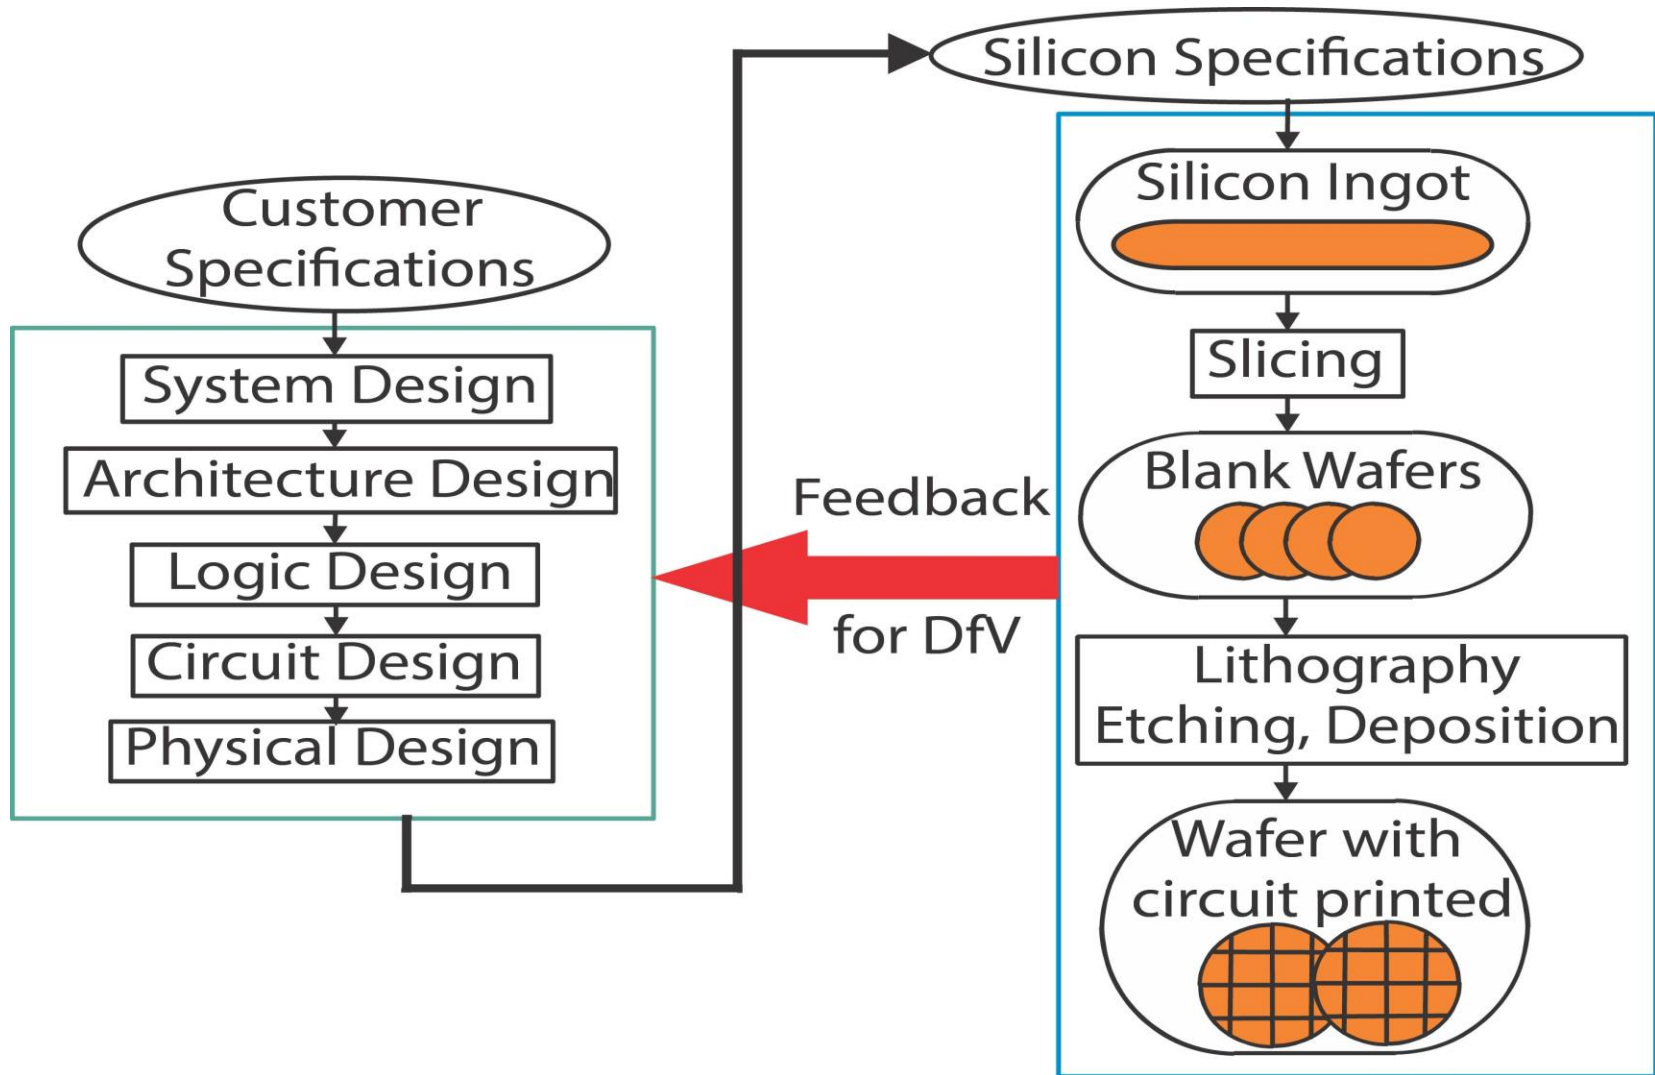 Customer
Specifications
System Design
Architecture Design
Logic Design
Circuit Design
Physical Design
Feedback
for DfV
Silicon Specifications
Silicon Ingot
Slicing
Blank Wafers
Lithography
Etching, Deposition
Wafer with
circuit printed